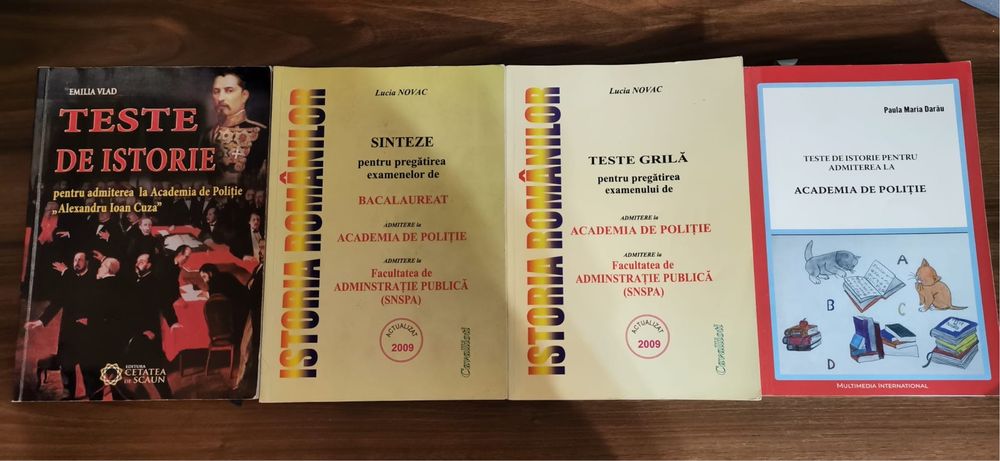 EMILIA VLAD
TESTE
DE ISTORIE
pentru admiterea la Academia de Poliție
„Alexandru Ioan Cuza”
EDITURA
CETATEA
DE SCAUN
ISTORIA ROMÂNILOR
Lucia NOVAC
SINTEZE
pentru pregătirea
examenelor de
BACALAUREAT
ADMITERE la
ACADEMIA DE POLIȚIE
ADMITERE la
Facultatea de
ADMINSTRAȚIE PUBLICĂ
(SNSPA)
ACTUALIZAT
2009
Cavallioti
ISTORIA ROMÂNILOR
Lucia NOVAC
TESTE GRILĂ
pentru pregătirea
examenului de
ADMITERE la
ACADEMIA DE POLIȚIE
ADMITERE la
Facultatea de
ADMINSTRAȚIE PUBLICĂ
(SNSPA)
ACTUALIZAT
2009
Cavallioti
Paula Maria Darău
TESTE DE ISTORIE PENTRU
ADMITEREA LA
ACADEMIA DE POLIȚIE
A
B
C
D
MULTIMEDIA INTERNATIONAL